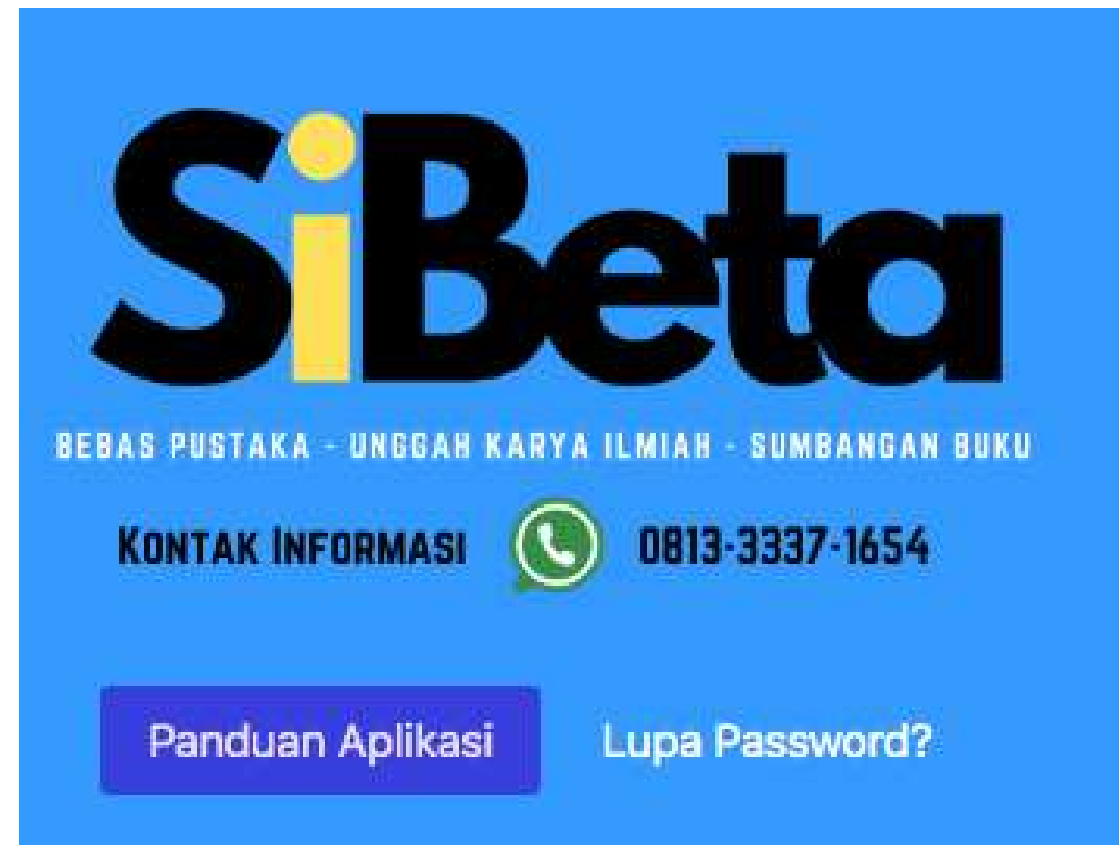 SiBeta
BEBAS PUSTAKA - UNGGAH KARYA ILMIAH - SUMBANGAN BUKU
KONTAK INFORMASI 0813-3337-1654
Panduan Aplikasi Lupa Password?